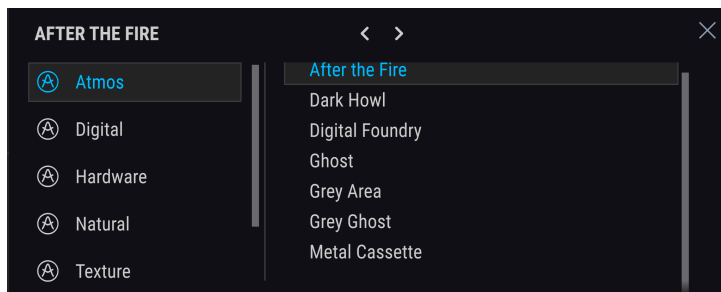 AFTER THE FIRE
Atmos
Digital
Hardware
Natural
Texture
After the Fire
Dark Howl
Digital Foundry
Ghost
Grey Area
Grey Ghost
Metal Cassette